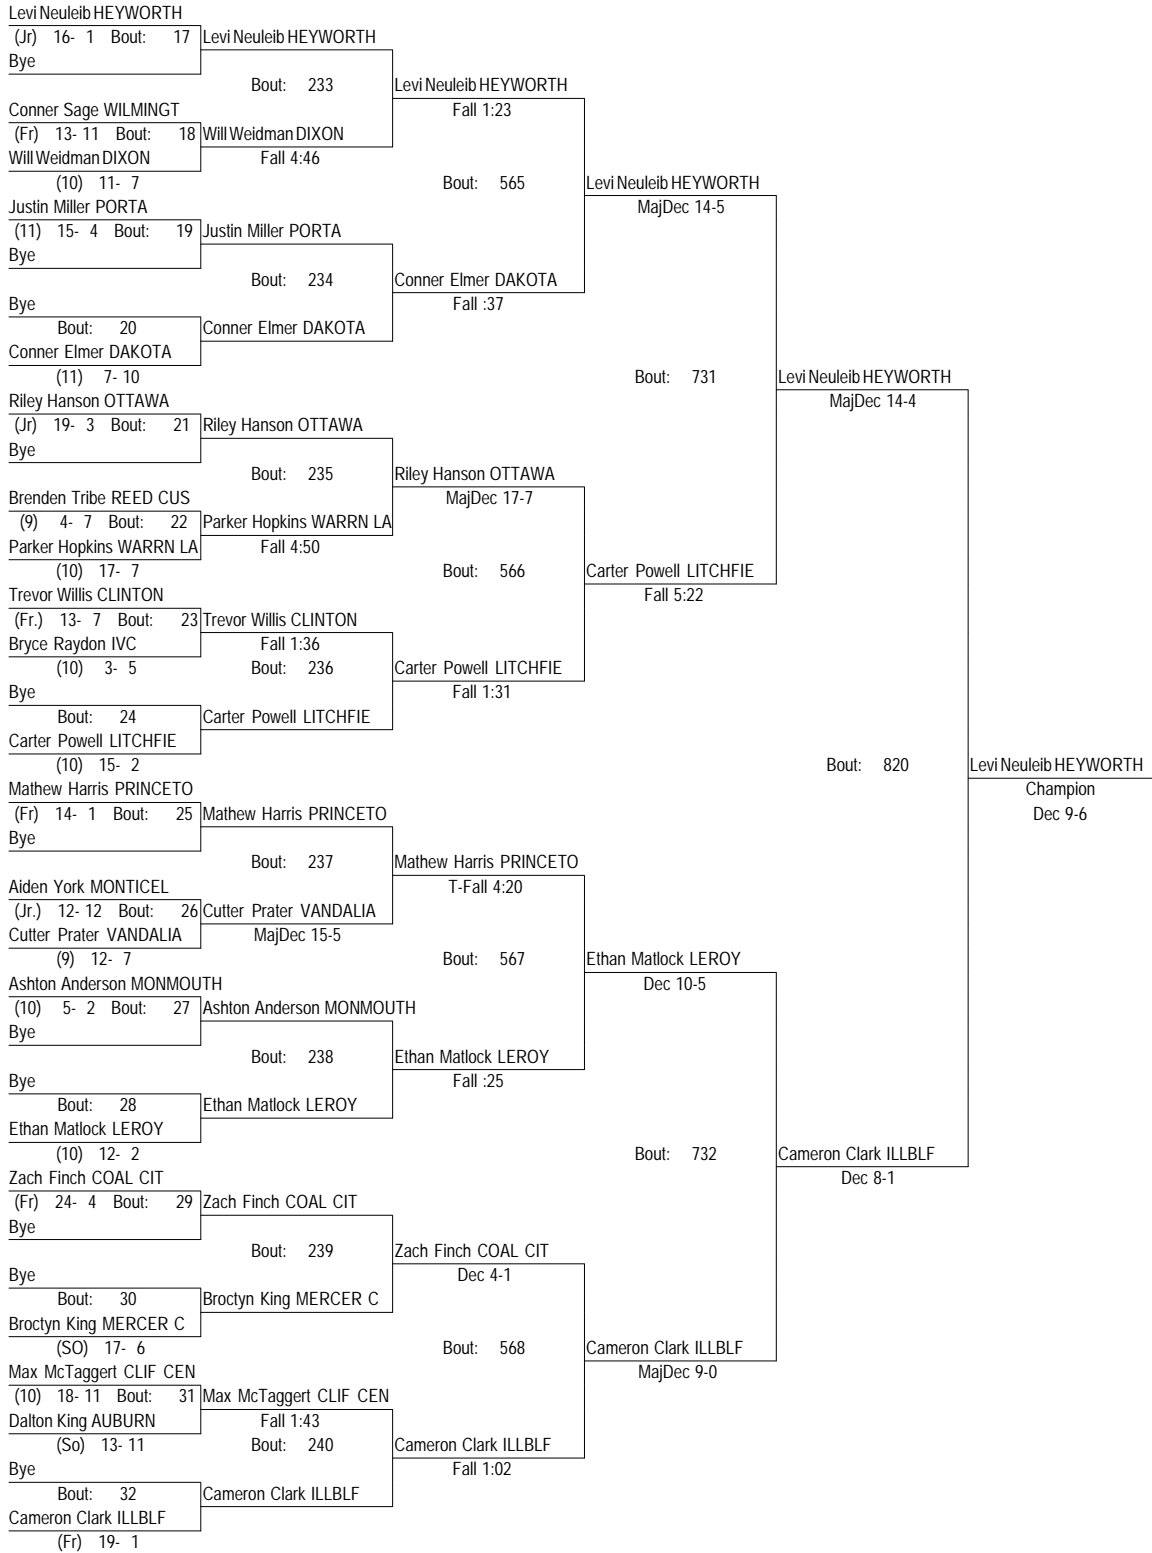 Levi Neuleib HEYWORTH
(Jr) 16- 1 Bout: 17 Levi Neuleib HEYWORTH
Bye
Bout: 233 Levi Neuleib HEYWORTH
Conner Sage WILMINGT Fall 1:23
(Fr) 13- 11 Bout: 18 Will Weidman DIXON
Will Weidman DIXON Fall 4:46
(10) 11- 7 Bout: 565 Levi Neuleib HEYWORTH
Justin Miller PORTA MajDec 14-5
(11) 15- 4 Bout: 19 Justin Miller PORTA
Bye
Bout: 234 Conner Elmer DAKOTA
Bye Fall :37
Bout: 20 Conner Elmer DAKOTA
Conner Elmer DAKOTA
(11) 7- 10 Bout: 731 Levi Neuleib HEYWORTH
Riley Hanson OTTAWA MajDec 14-4
(Jr) 19- 3 Bout: 21 Riley Hanson OTTAWA
Bye
Bout: 235 Riley Hanson OTTAWA
Brenden Tribe REED CUS MajDec 17-7
(9) 4- 7 Bout: 22 Parker Hopkins WARRN LA
Parker Hopkins WARRN LA Fall 4:50
(10) 17- 7 Bout: 566 Carter Powell LITCHFIE
Trevor Willis CLINTON Fall 5:22
(Fr.) 13- 7 Bout: 23 Trevor Willis CLINTON
Bryce Raydon IVC Fall 1:36
(10) 3- 5 Bout: 236 Carter Powell LITCHFIE
Bye Fall 1:31
Bout: 24 Carter Powell LITCHFIE
Carter Powell LITCHFIE
(10) 15- 2 Bout: 820 Levi Neuleib HEYWORTH
Mathew Harris PRINCETO Champion
(Fr) 14- 1 Bout: 25 Mathew Harris PRINCETO Dec 9-6
Bye
Bout: 237 Mathew Harris PRINCETO
Aiden York MONTICEL T-Fall 4:20
(Jr.) 12- 12 Bout: 26 Cutter Prater VANDALIA
Cutter Prater VANDALIA MajDec 15-5
(9) 12- 7 Bout: 567 Ethan Matlock LEROY
Ashton Anderson MONMOUTH Dec 10-5
(10) 5- 2 Bout: 27 Ashton Anderson MONMOUTH
Bye
Bout: 238 Ethan Matlock LEROY
Bye Fall :25
Bout: 28 Ethan Matlock LEROY
Ethan Matlock LEROY
(10) 12- 2 Bout: 732 Cameron Clark ILLBLF
Zach Finch COAL CIT Dec 8-1
(Fr) 24- 4 Bout: 29 Zach Finch COAL CIT
Bye
Bout: 239 Zach Finch COAL CIT
Bye Dec 4-1
Bout: 30 Broctyn King MERCER C
Broctyn King MERCER C
(SO) 17- 6 Bout: 568 Cameron Clark ILLBLF
Max McTaggert CLIF CEN MajDec 9-0
(10) 18- 11 Bout: 31 Max McTaggert CLIF CEN
Dalton King AUBURN Fall 1:43
(So) 13- 11 Bout: 240 Cameron Clark ILLBLF
Bye Fall 1:02
Bout: 32 Cameron Clark ILLBLF
Cameron Clark ILLBLF
(Fr) 19- 1